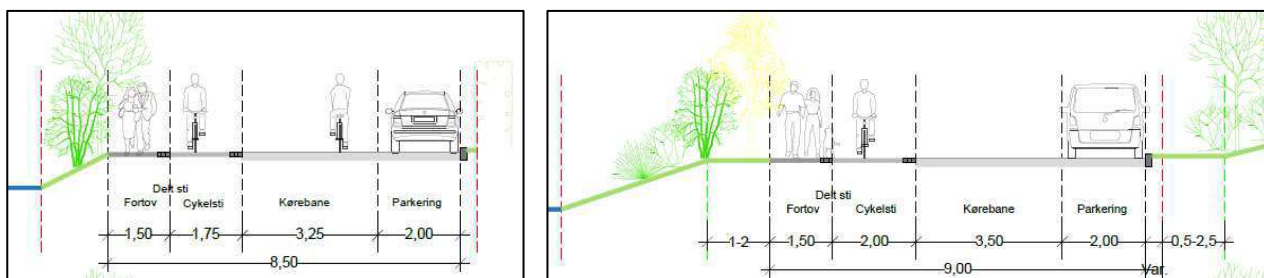 Delt sti
Fortov Cykelsti Kørebane Parkering
1,50 1,75 3,25 2,00
8,50
Delt sti
Fortov Cykelsti Kørebane Parkering
1-2 1,50 2,00 3,50 2,00 0,5-2,5
9,00 Var.